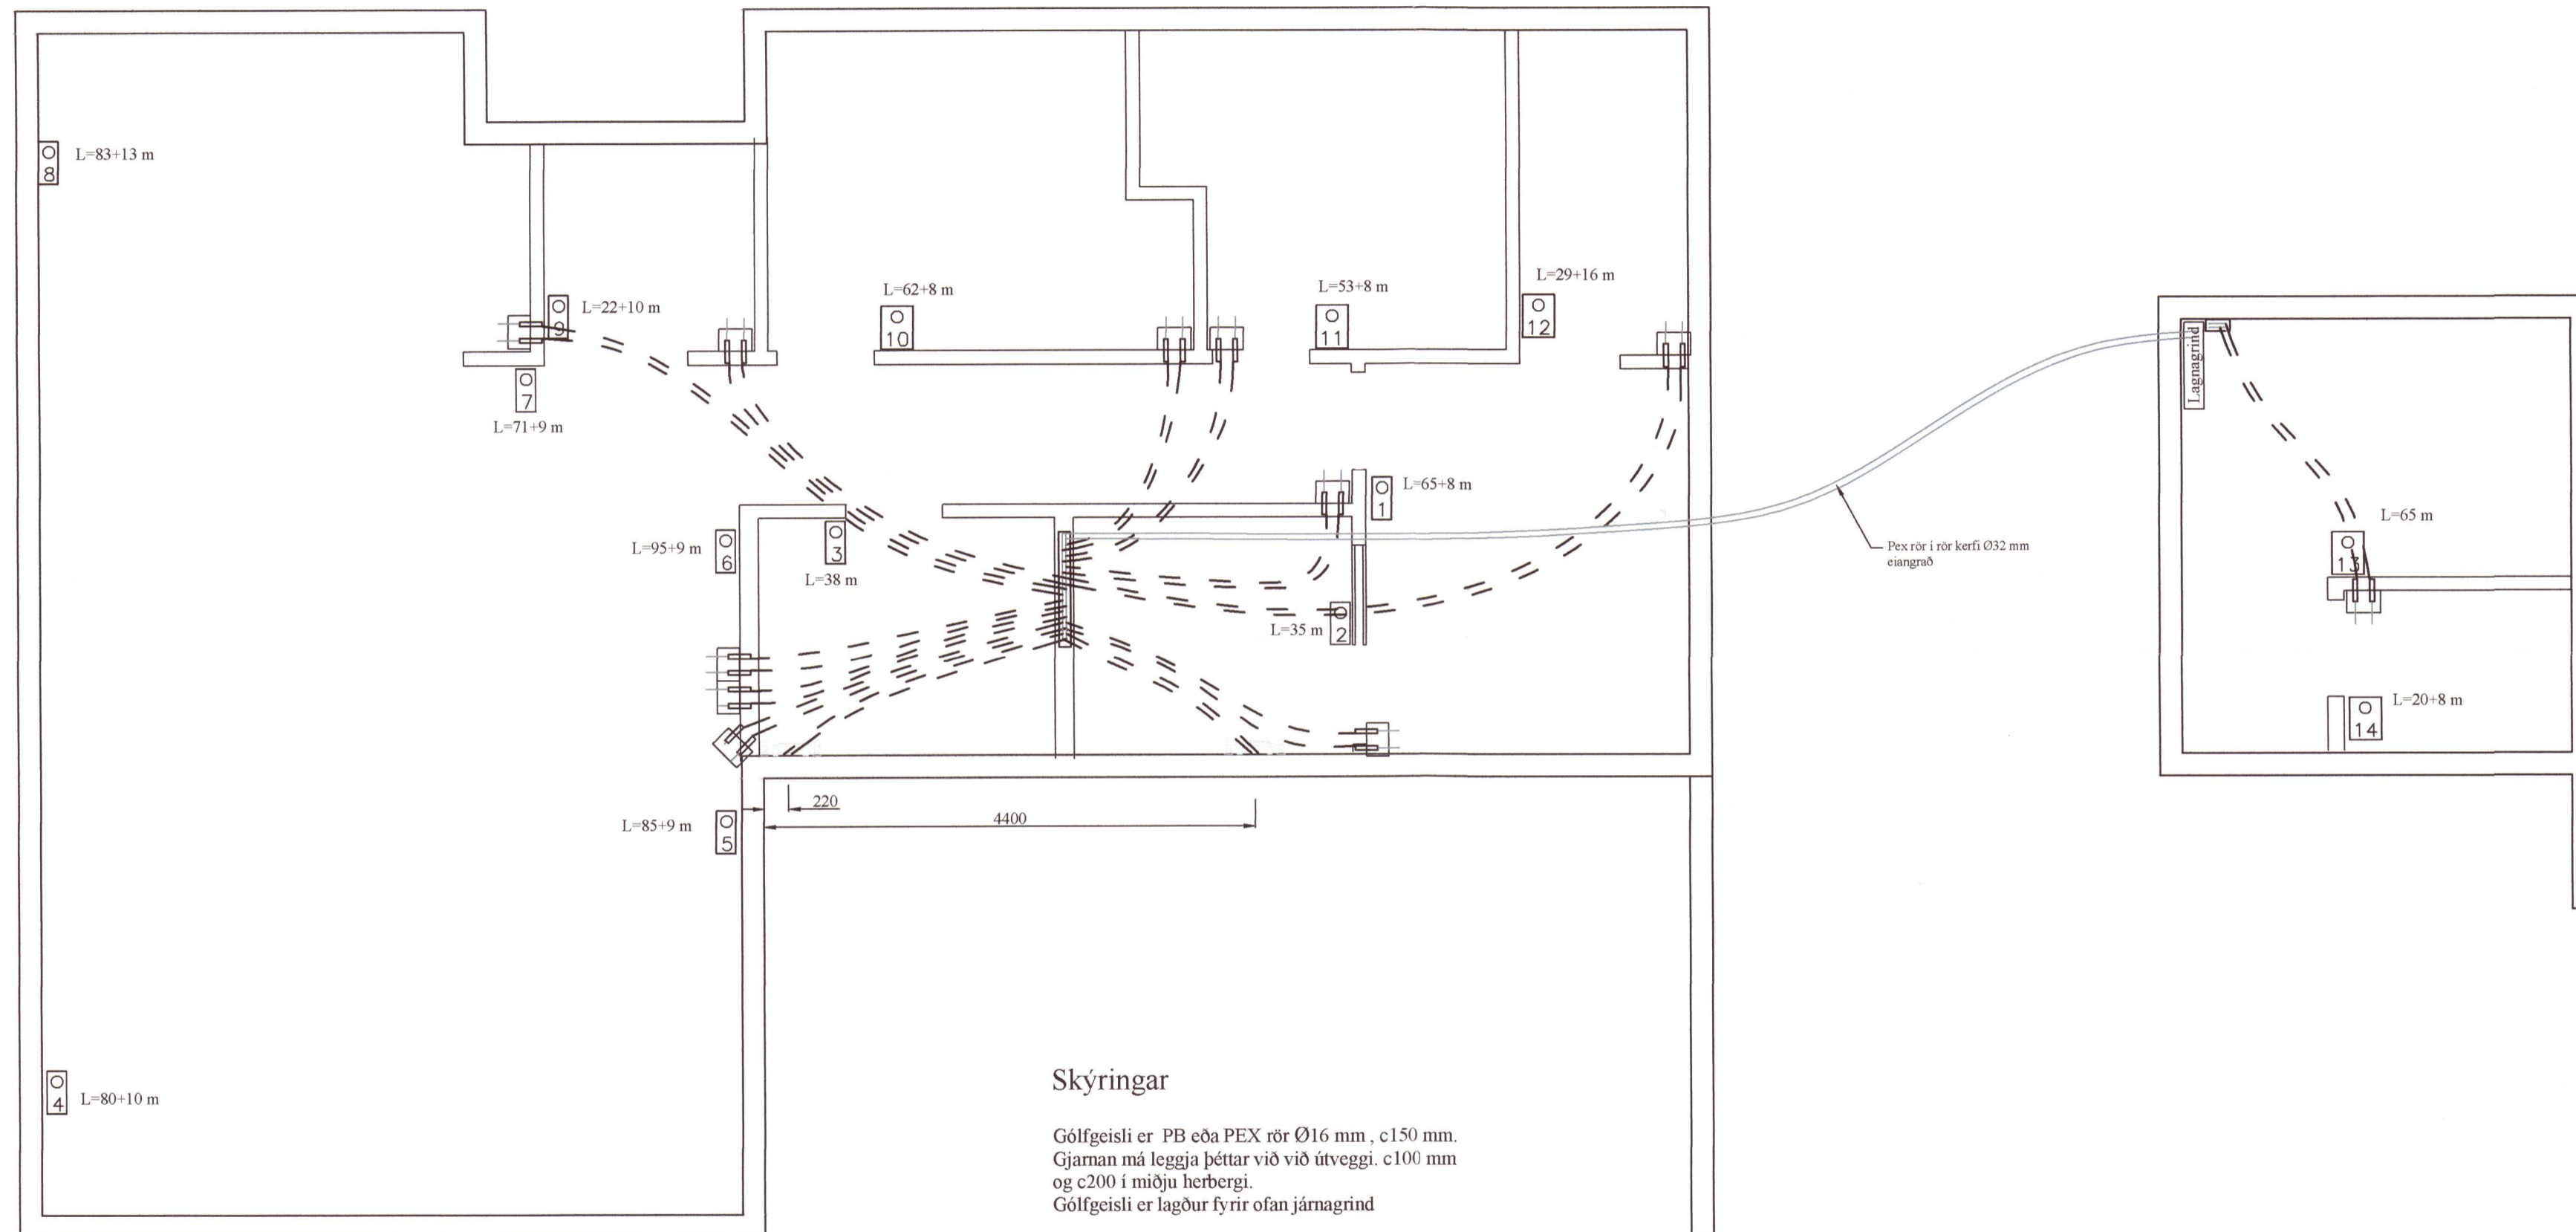 8
L=83+13 m
9
L=22+10 m
7
L=71+9 m
L=62+8 m
10
L=53+8 m
11
L=29+16 m
12
Lagnagrind
1
L=65+8 m
L=95+9 m
6
3
L=38 m
L=35 m
2
Pex rör í rör kerfi Ø32 mm
eiangrað
L=65 m
13
L=20+8 m
14
L=85+9 m
5
220
4400
4
L=80+10 m
Skýringar
Gólfgeisli er PB eða PEX rör Ø16 mm , c150 mm.
Gjarnan má leggja þéttar við við útveggi. c100 mm
og c200 í miðju herbergi.
Gólfgeisli er lagður fyrir ofan járnagrind